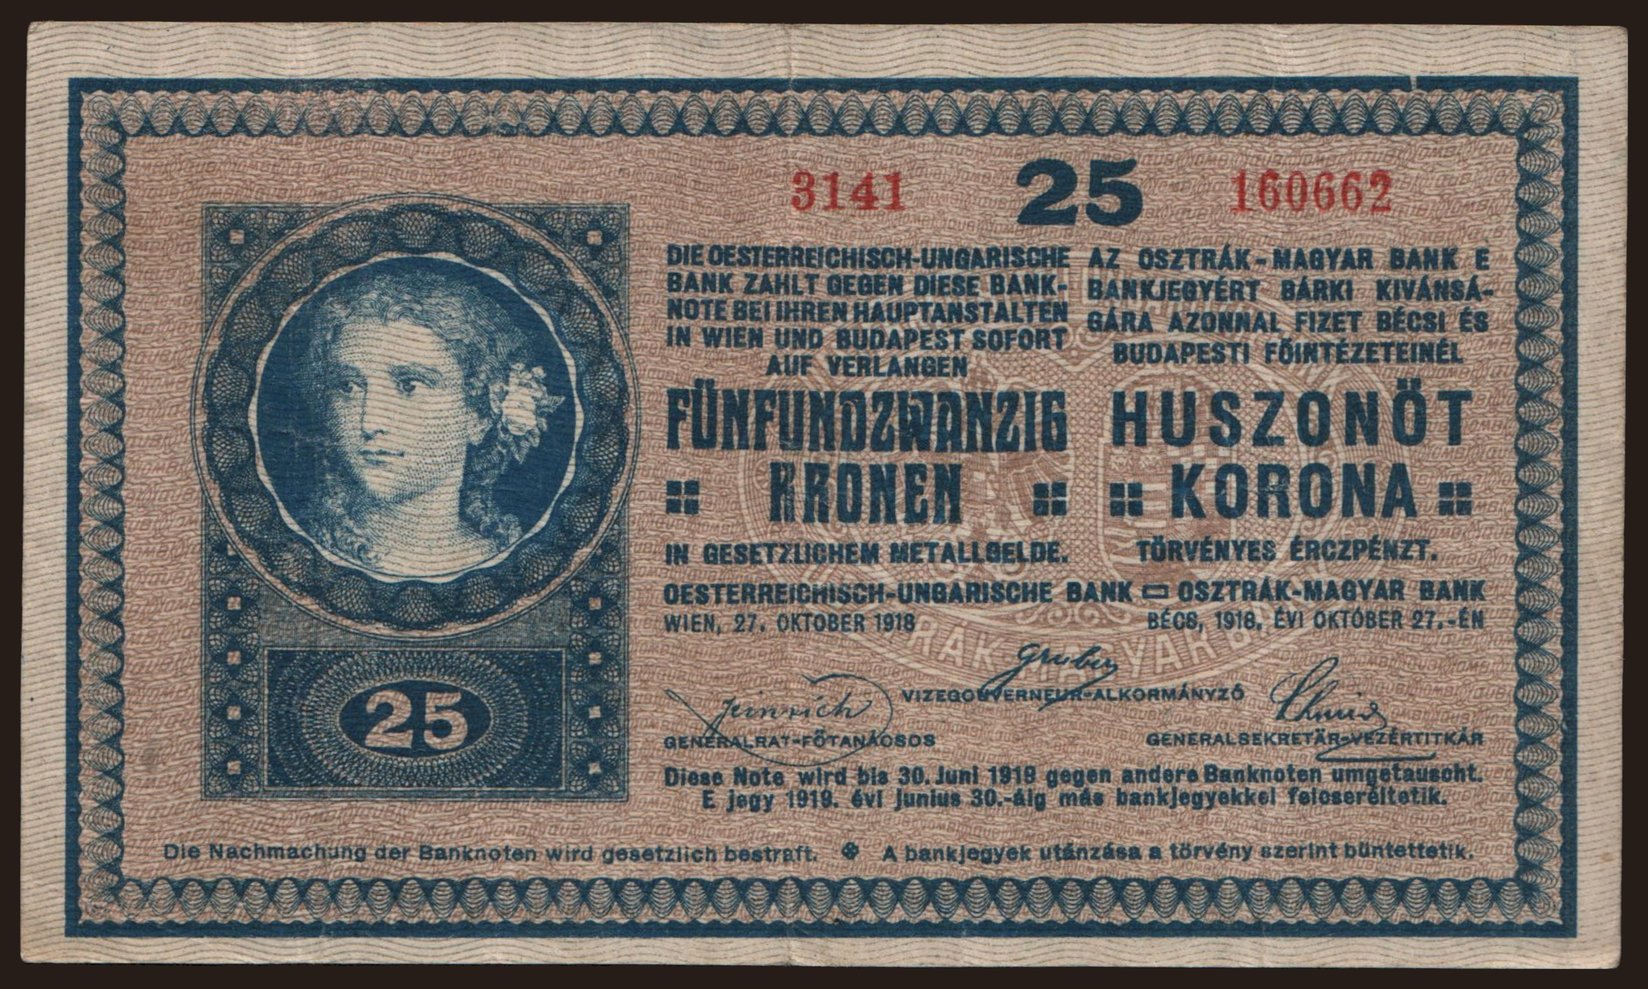 3141 25 160662
DIE OESTERREICHISCH-UNGARISCHE
BANK ZAHLT GEGEN DIESE BANK-
NOTE BEI IHREN HAUPTANSTALTEN
IN WIEN UND BUDAPEST SOFORT
AUF VERLANGEN
FÜNFUNDZWANZIG
KRONEN
IN GESETZLICHEM METALLGELDE.
AZ OSZTRÁK-MAGYAR BANK E
BANKJEGYÉRT BÁRKI KIVÁNSÁ-
GÁRA AZONNAL FIZET BÉCSI ÉS
BUDAPESTI FŐINTÉZETEINÉL
HUSZONÖT
KORONA
TÖRVÉNYES ÉRCZPÉNZT.
OESTERREICHISCH-UNGARISCHE BANK OSZTRÁK-MAGYAR BANK
WIEN, 27. OKTOBER 1918 BÉCS, 1918. ÉVI OKTÓBER 27.-ÉN
Gruber
VIZEGOUVERNEUR-ALKORMÁNYZÓ
GENERALRAT-FŐTANÁCSOS GENERALSEKRETÄR-VEZÉRTITKÁR
Diese Note wird bis 30. Juni 1919 gegen andere Banknoten umgetauscht.
E jegy 1919. évi junius 30.-áig más bankjegyekkel felcseréltetik.
25
Die Nachmachung der Banknoten wird gesetzlich bestraft. A bankjegyek utánzása a törvény szerint büntettetik.